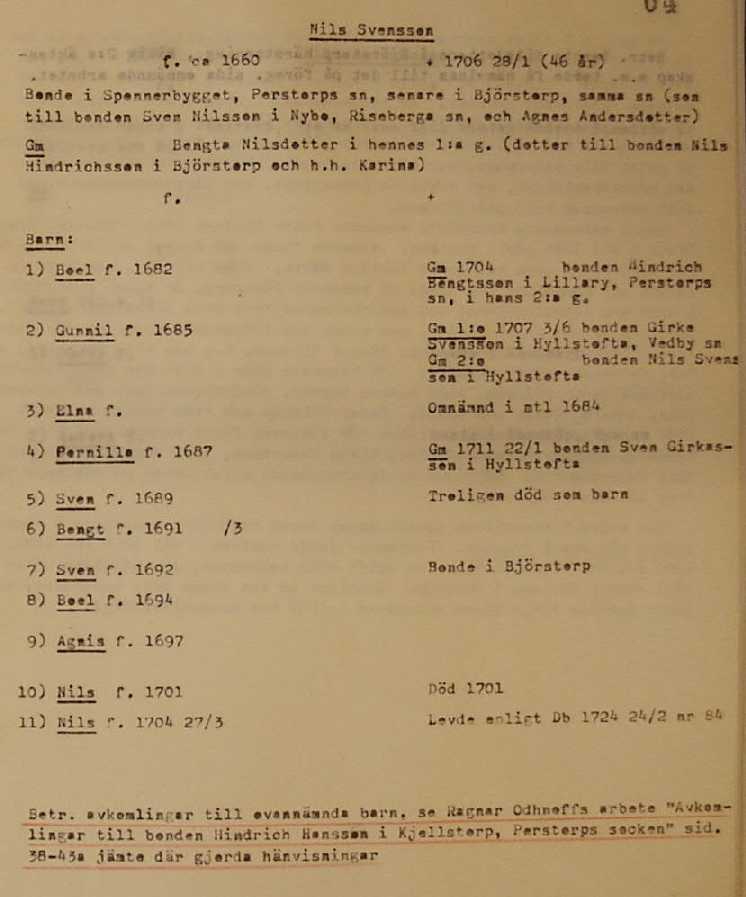 Nils Svensson
f. ca 1660 + 1706 28/1 (46 år)
Bonde i Spannerbygget, Perstorps sn, senare i Björstorp, samma sn (son
till bonden Sven Nilsson i Nybo, Riseberga sn, och Agnes Andersdotter)
Gm Bengta Nilsdotter i hennes 1:a g. (dotter till bonden Nils
Hindrichsson i Björstorp och h.h. Karina)
f. +
Barn:
1) Boel f. 1682 Gm 1704 bonden Hindrich
Bengtsson i Lillary, Perstorps
sn, i hans 2:a g.
2) Gunnil f. 1685 Gm 1:o 1707 3/6 bonden Girke
Svensson i Hyllstofta, Vedby sn
Gm 2:o bonden Nils Svens
son i Hyllstofta
3) Elna f. Omnämnd i mtl 1684
4) Pernilla f. 1687 Gm 1711 22/1 bonden Sven Girkas-
son i Hyllstofta
5) Sven f. 1689 Troligen död som barn
6) Bengt f. 1691 /3
7) Sven f. 1692 Bonde i Björstorp
8) Boel f. 1694
9) Agnis f. 1697
10) Nils f. 1701 Död 1701
11) Nils f. 1704 27/3 Levde enligt Db 1724 24/2 nr 84
Betr. avkomlingar till ovannämnda barn, se Ragnar Odhnoffs arbete "Avkom-
lingar till bonden Hindrich Hansson i Kjellstorp, Perstorps socken" sid.
38-43a jämte där gjorda hänvisningar